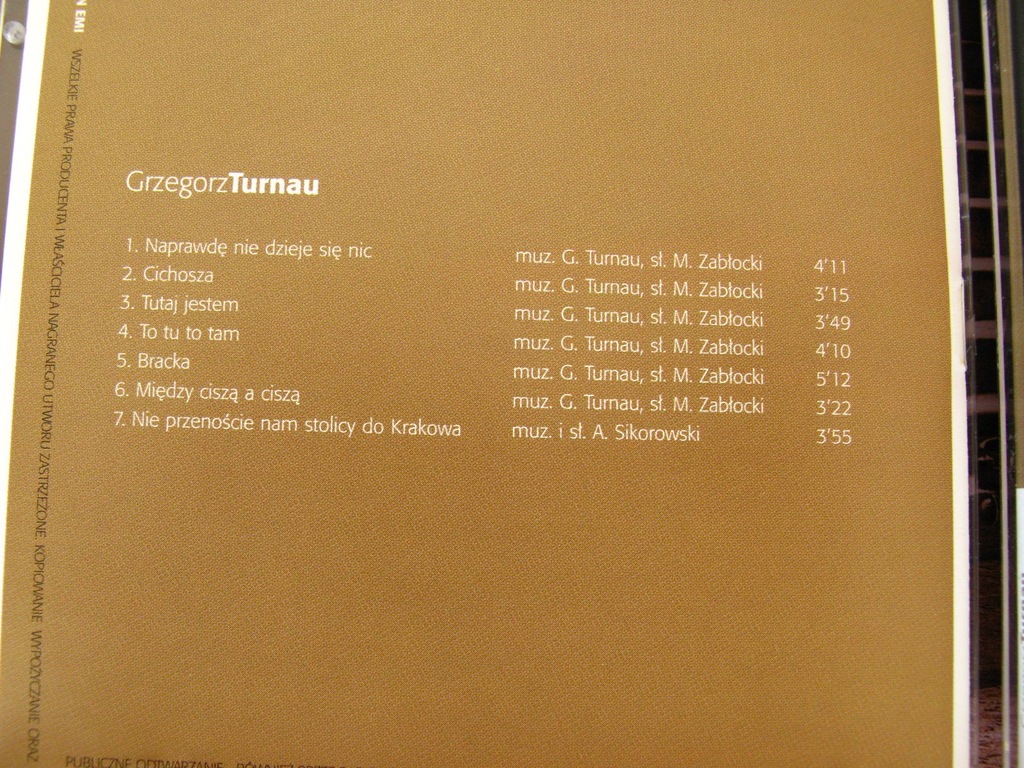 N EMI
WSZELKIE PRAWA PRODUCENTA I WŁAŚCICIELA NAGRANEGO UTWORU ZASTRZEŻONE KOPIOWANIE WYPOŻYCZANIE ORAZ
GrzegorzTurnau
1. Naprawdę nie dzieje się nic muz. G. Turnau, sł. M. Zabłocki 4'11
2. Cichosza muz. G. Turnau, sł. M. Zabłocki 3'15
3. Tutaj jestem muz. G. Turnau, sł. M. Zabłocki 3'49
4. To tu to tam muz. G. Turnau, sł. M. Zabłocki 4'10
5. Bracka muz. G. Turnau, sł. M. Zabłocki 5'12
6. Między ciszą a ciszą muz. G. Turnau, sł. M. Zabłocki 3'22
7. Nie przenoście nam stolicy do Krakowa muz. i sł. A. Sikorowski 3'55
PUBLICZNE ODTWARZANIE